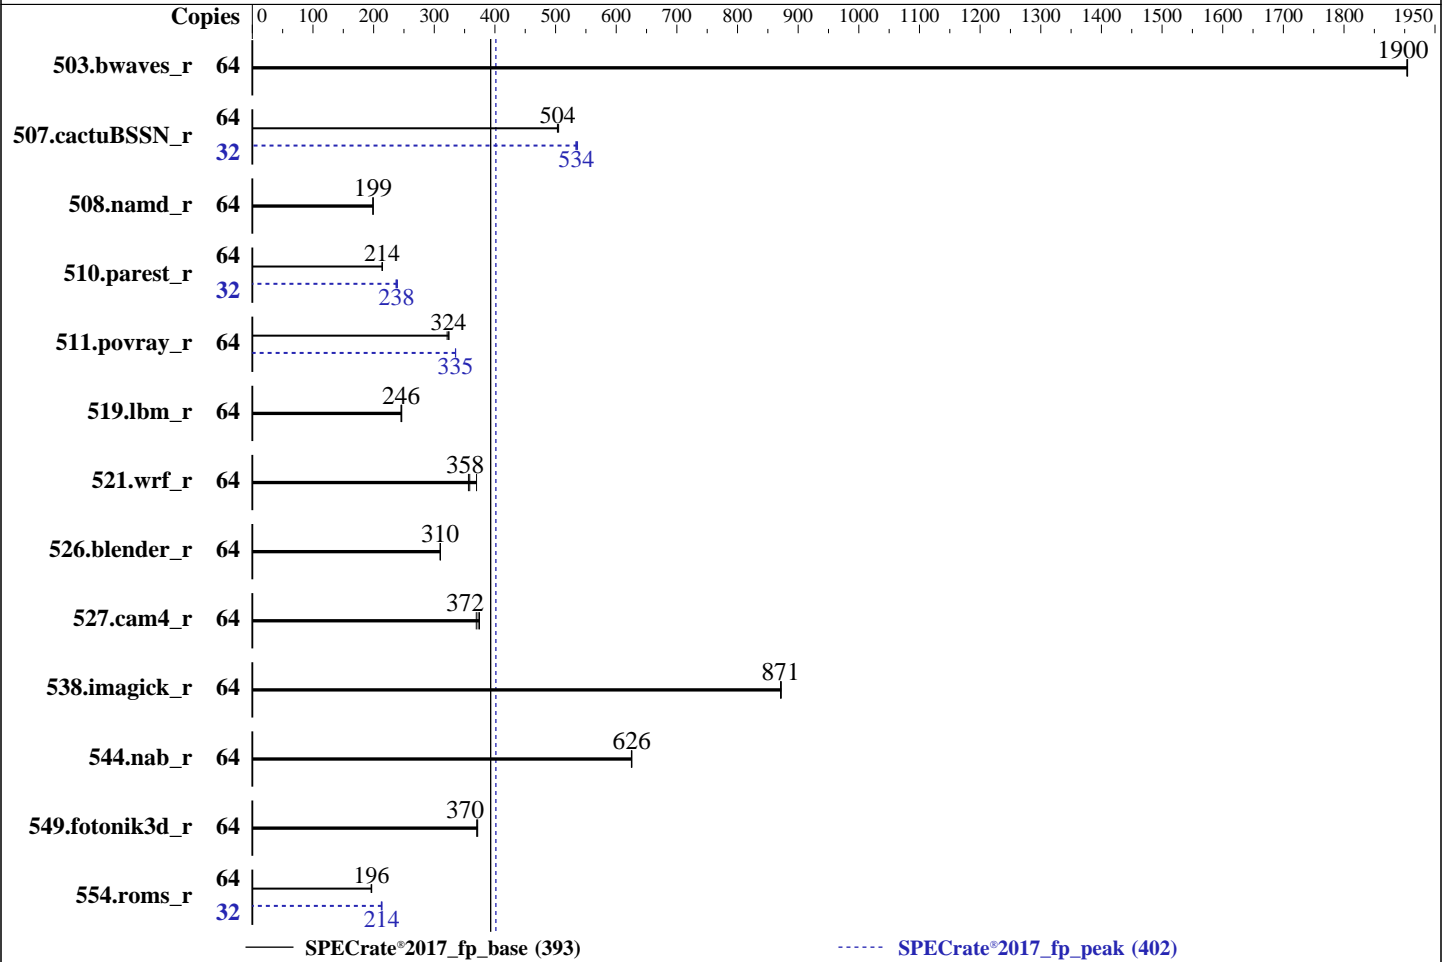 Copies 0 100 200 300 400 500 600 700 800 900 1000 1100 1200 1300 1400 1500 1600 1700 1800 1950
503.bwaves_r 64 1900
507.cactuBSSN_r 64 504
32 534
508.namd_r 64 199
510.parest_r 64 214
32 238
511.povray_r 64 324
335
519.lbm_r 64 246
521.wrf_r 64 358
526.blender_r 64 310
527.cam4_r 64 372
538.imagick_r 64 871
544.nab_r 64 626
549.fotonik3d_r 64 370
554.roms_r 64 196
32 214
SPECrate®2017_fp_base (393) SPECrate®2017_fp_peak (402)